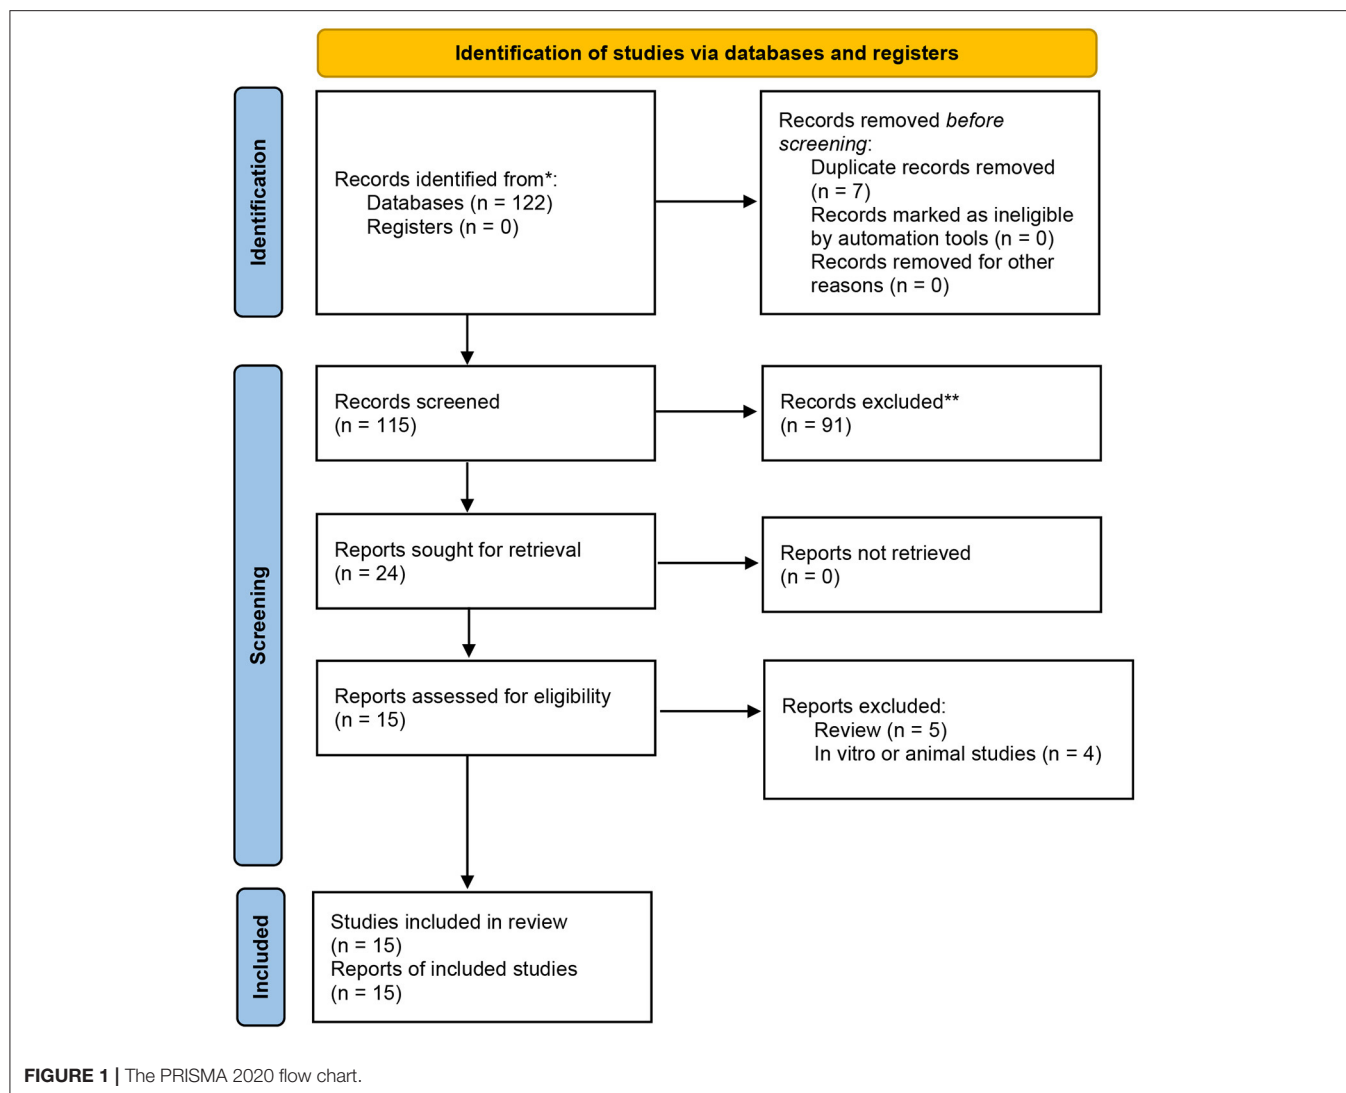 Identification of studies via databases and registers
Identification
Records identified from*:
Databases (n = 122)
Registers (n = 0)
Records removed before
screening:
Duplicate records removed
(n = 7)
Records marked as ineligible
by automation tools (n = 0)
Records removed for other
reasons (n = 0)
Screening
Records screened
(n = 115)
Records excluded**
(n = 91)
Reports sought for retrieval
(n = 24)
Reports not retrieved
(n = 0)
Reports assessed for eligibility
(n = 15)
Reports excluded:
Review (n = 5)
In vitro or animal studies (n = 4)
Included
Studies included in review
(n = 15)
Reports of included studies
(n = 15)
FIGURE 1 | The PRISMA 2020 flow chart.